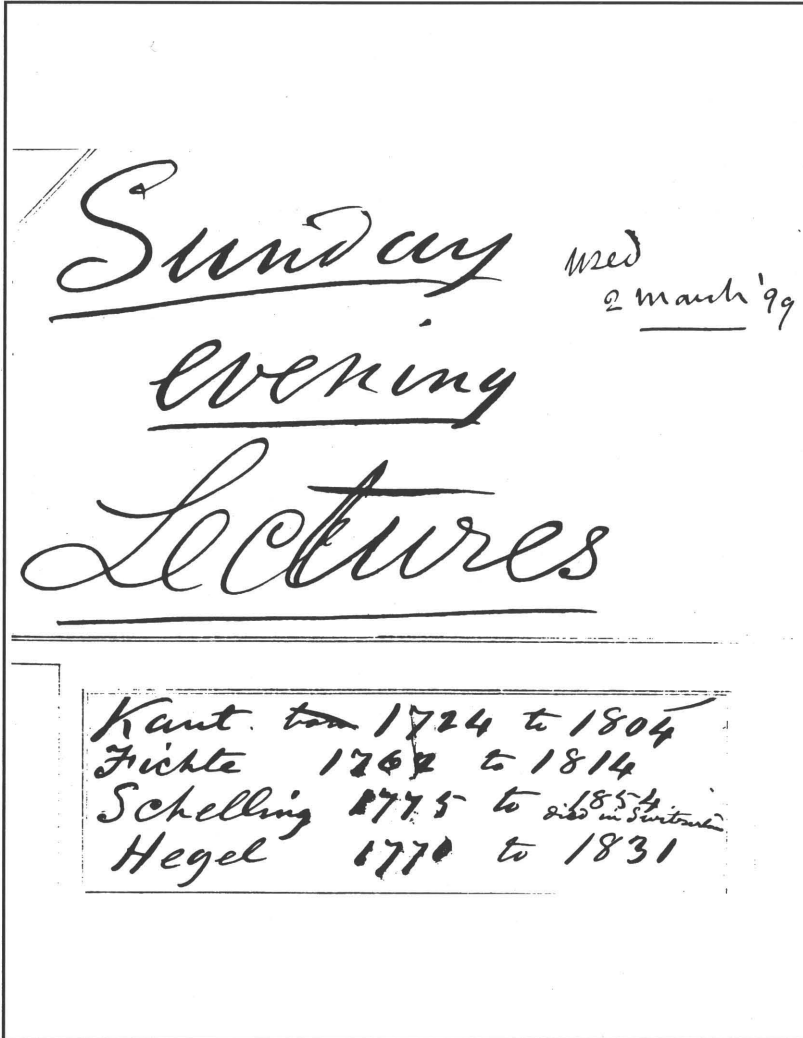 Sunday
used
2 March '99
evening
Lectures
Kant. 1724 to 1804
Fichte 1762 to 1814
Schelling 1775 to 1854
died in Switzerland
Hegel 1770 to 1831